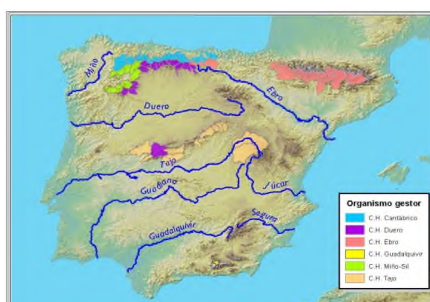 Miño
Ebro
Duero
Tajo
Guadiana
Júcar
Segura
Guadalquivir
Organismo gestor
C.H. Cantábrico
C.H. Duero
C.H. Ebro
C.H. Guadalquivir
C.H. Miño-Sil
C.H. Tajo